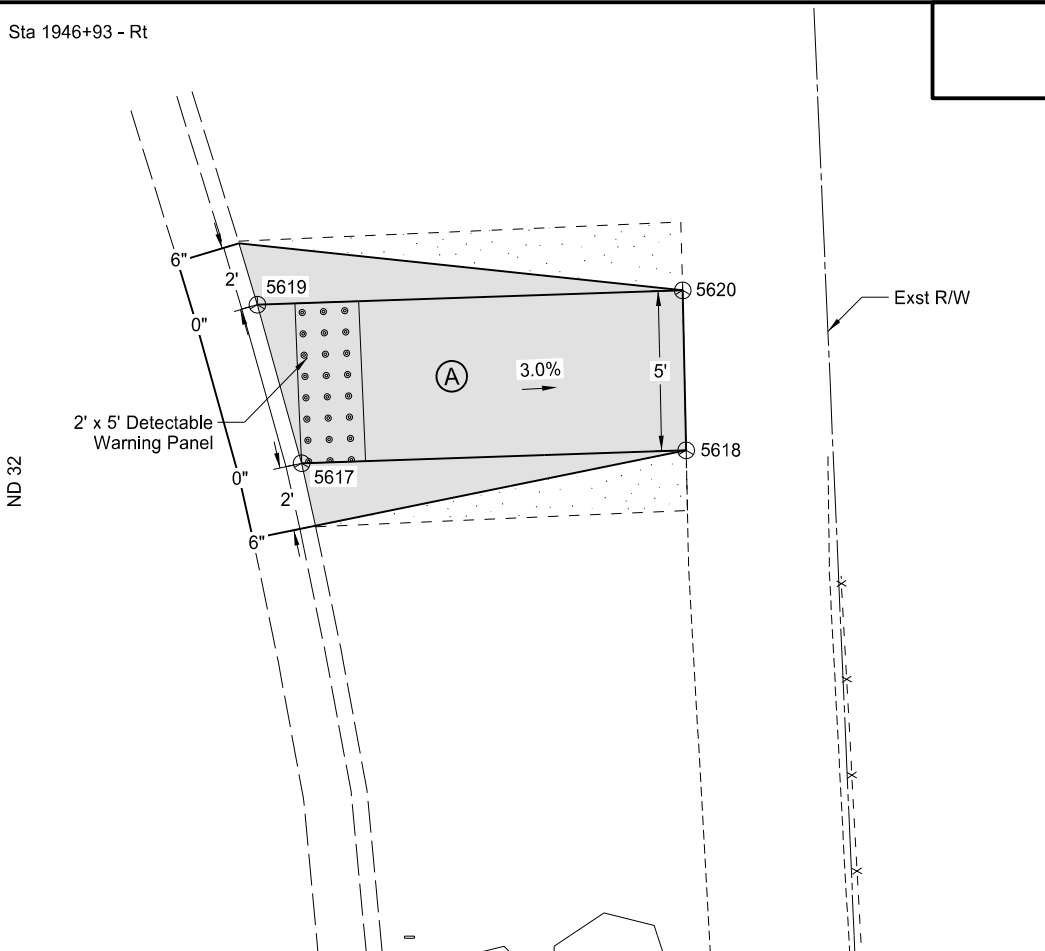 Sta 1946+93 - Rt
6"
2'
5619
5620
0"
Exst R/W
3.0%
5'
A
2' x 5' Detectable
Warning Panel
5618
ND 32
0"
5617
2'
6"
X
X
X
X